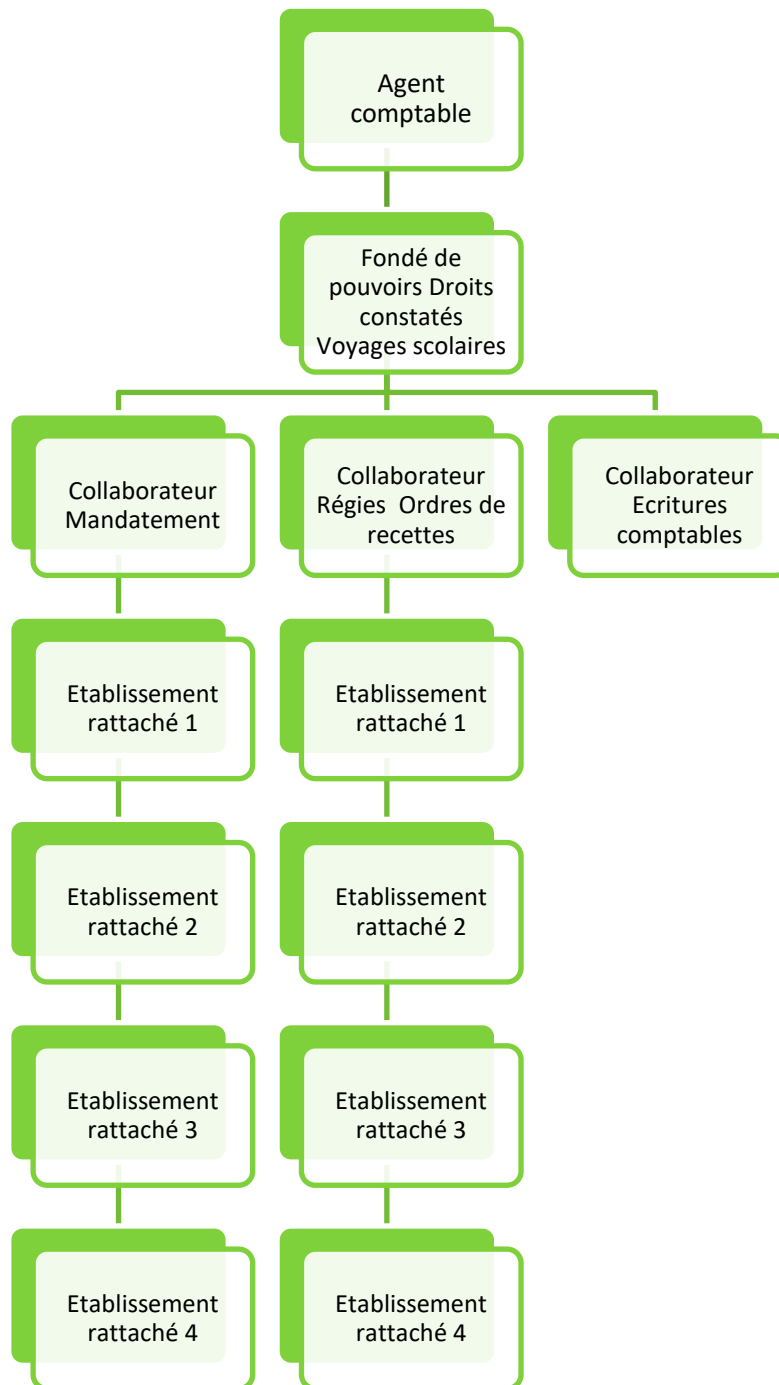 Agent
comptable
Fondé de
pouvoirs Droits
constatés
Voyages scolaires
Collaborateur
Mandatement
Collaborateur
Régies Ordres de
recettes
Collaborateur
Ecritures
comptables
Etablissement
rattaché 1
Etablissement
rattaché 1
Etablissement
rattaché 2
Etablissement
rattaché 2
Etablissement
rattaché 3
Etablissement
rattaché 3
Etablissement
rattaché 4
Etablissement
rattaché 4